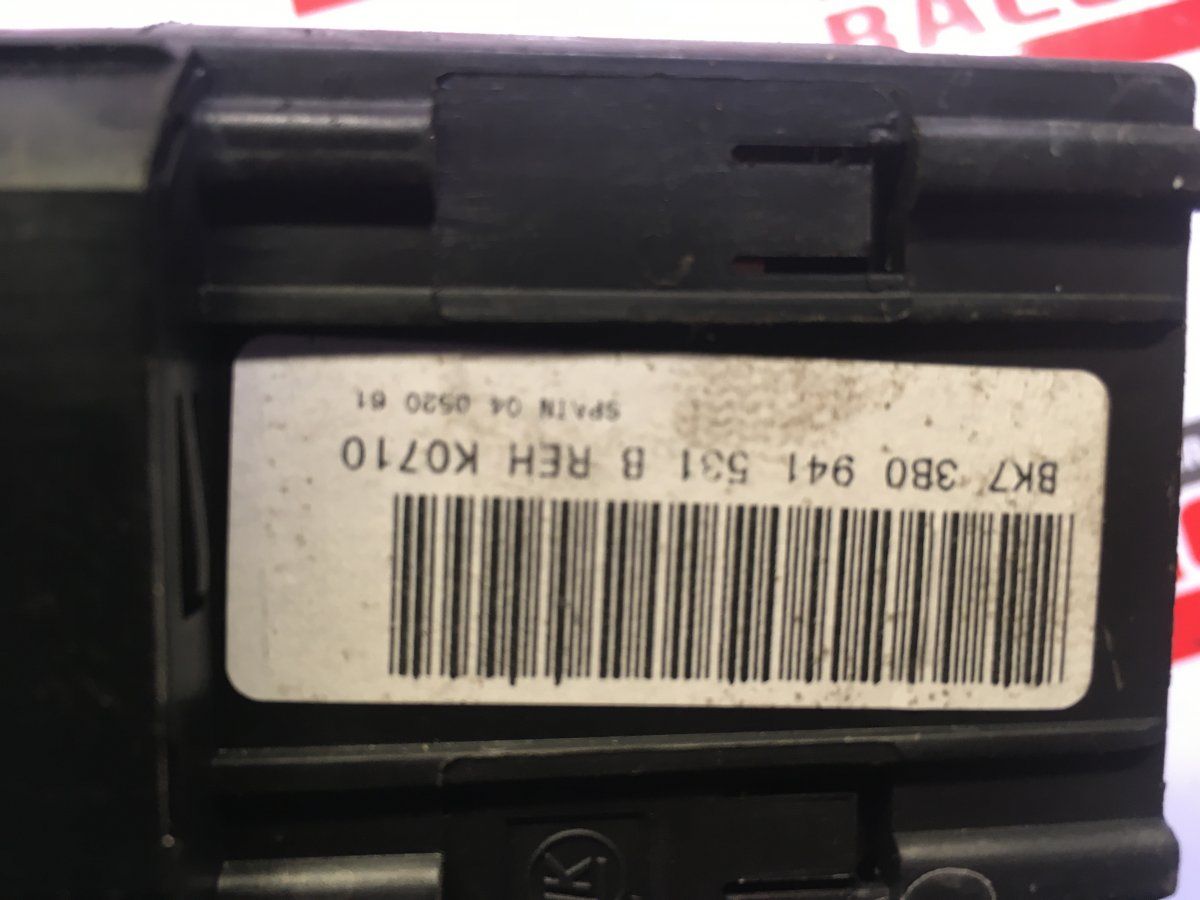 BK7 3B0 941 531 B REH K0710
SPAIN 04 0520 61